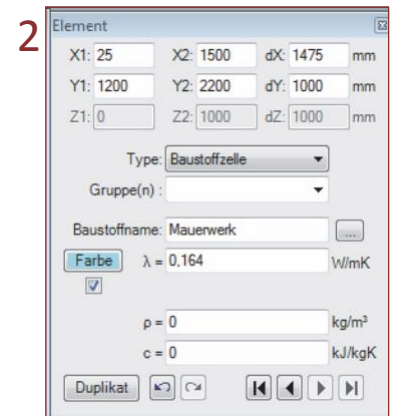 2
Element
X1: 25 X2: 1500 dX: 1475 mm
Y1: 1200 Y2: 2200 dY: 1000 mm
Z1: 0 Z2: 1000 dZ: 1000 mm
Type: Baustoffzelle
Gruppe(n) :
Baustoffname: Mauerwerk ...
Farbe λ = 0,164 W/mK
ρ = 0 kg/m³
c = 0 kJ/kgK
Duplikat